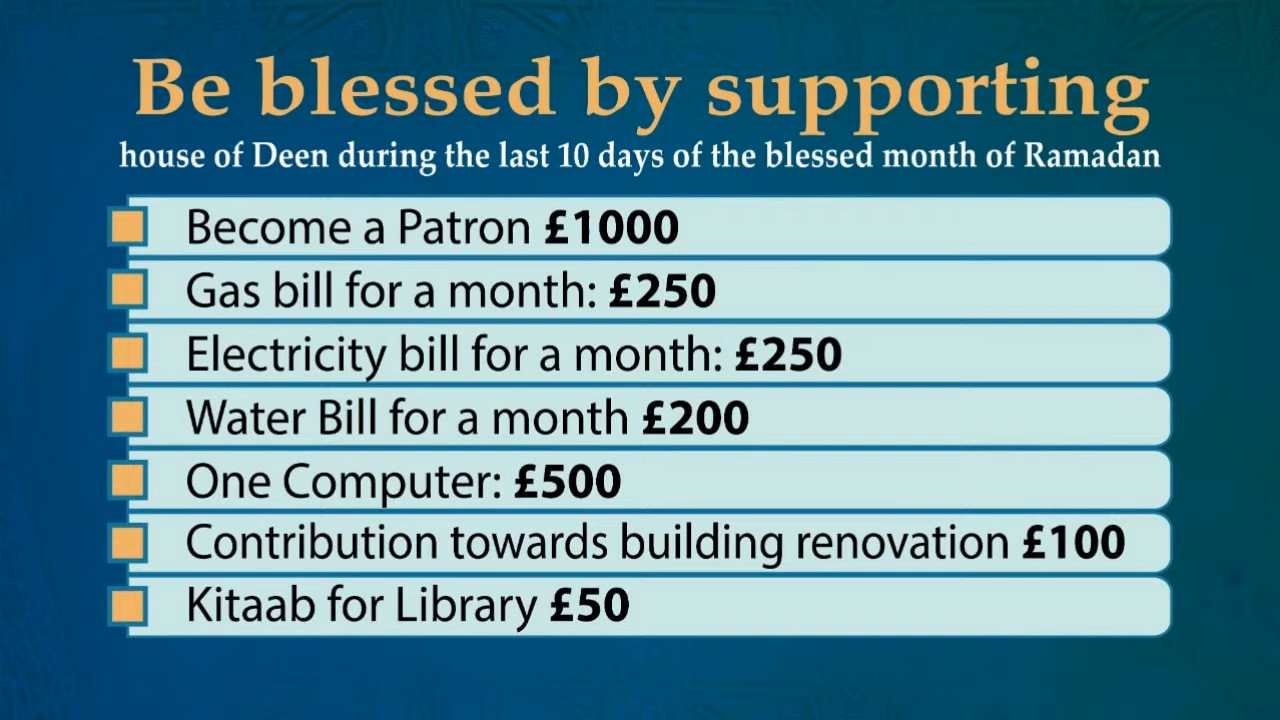 Be blessed by supporting
house of Deen during the last 10 days of the blessed month of Ramadan
Become a Patron £1000
Gas bill for a month: £250
Electricity bill for a month: £250
Water Bill for a month £200
One Computer: £500
Contribution towards building renovation £100
Kitaab for Library £50